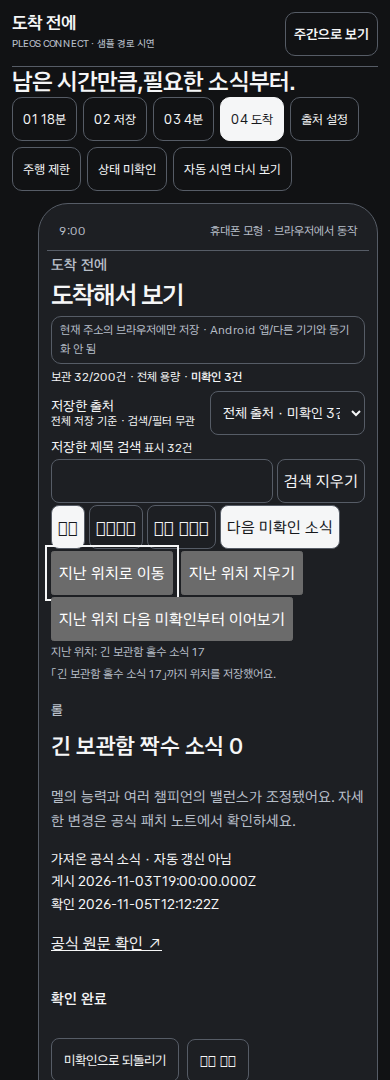 도착 전에
PLEOS CONNECT · 샘플 경로 시연
주간으로 보기
남은 시간만큼,필요한 소식부터.
01 18분
02 저장
03 4분
04 도착
출처 설정
주행 제한
상태 미확인
자동 시연 다시 보기
9:00
휴대폰 모형 · 브라우저에서 동작
도착 전에
도착해서 보기
현재 주소의 브라우저에만 저장 · Android 앱/다른 기기와 동기
화 안 됨
보관 32/200건 · 전체 용량 · 미확인 3건
저장한 출처
전체 저장 기준 · 검색/필터 무관
전체 출처 · 미확인 3건
저장한 제목 검색 표시 32건
검색 지우기
다음 미확인 소식
지난 위치로 이동
지난 위치 지우기
지난 위치 다음 미확인부터 이어보기
지난 위치: 긴 보관함 홀수 소식 17
「긴 보관함 홀수 소식 17」까지 위치를 저장했어요.
롤
긴 보관함 짝수 소식 0
멜의 능력과 여러 챔피언의 밸런스가 조정됐어요. 자세
한 변경은 공식 패치 노트에서 확인하세요.
가져온 공식 소식 · 자동 갱신 아님
게시 2026-11-03T19:00:00.000Z
확인 2026-11-05T12:12:22Z
공식 원문 확인 ↗
확인 완료
미확인으로 되돌리기